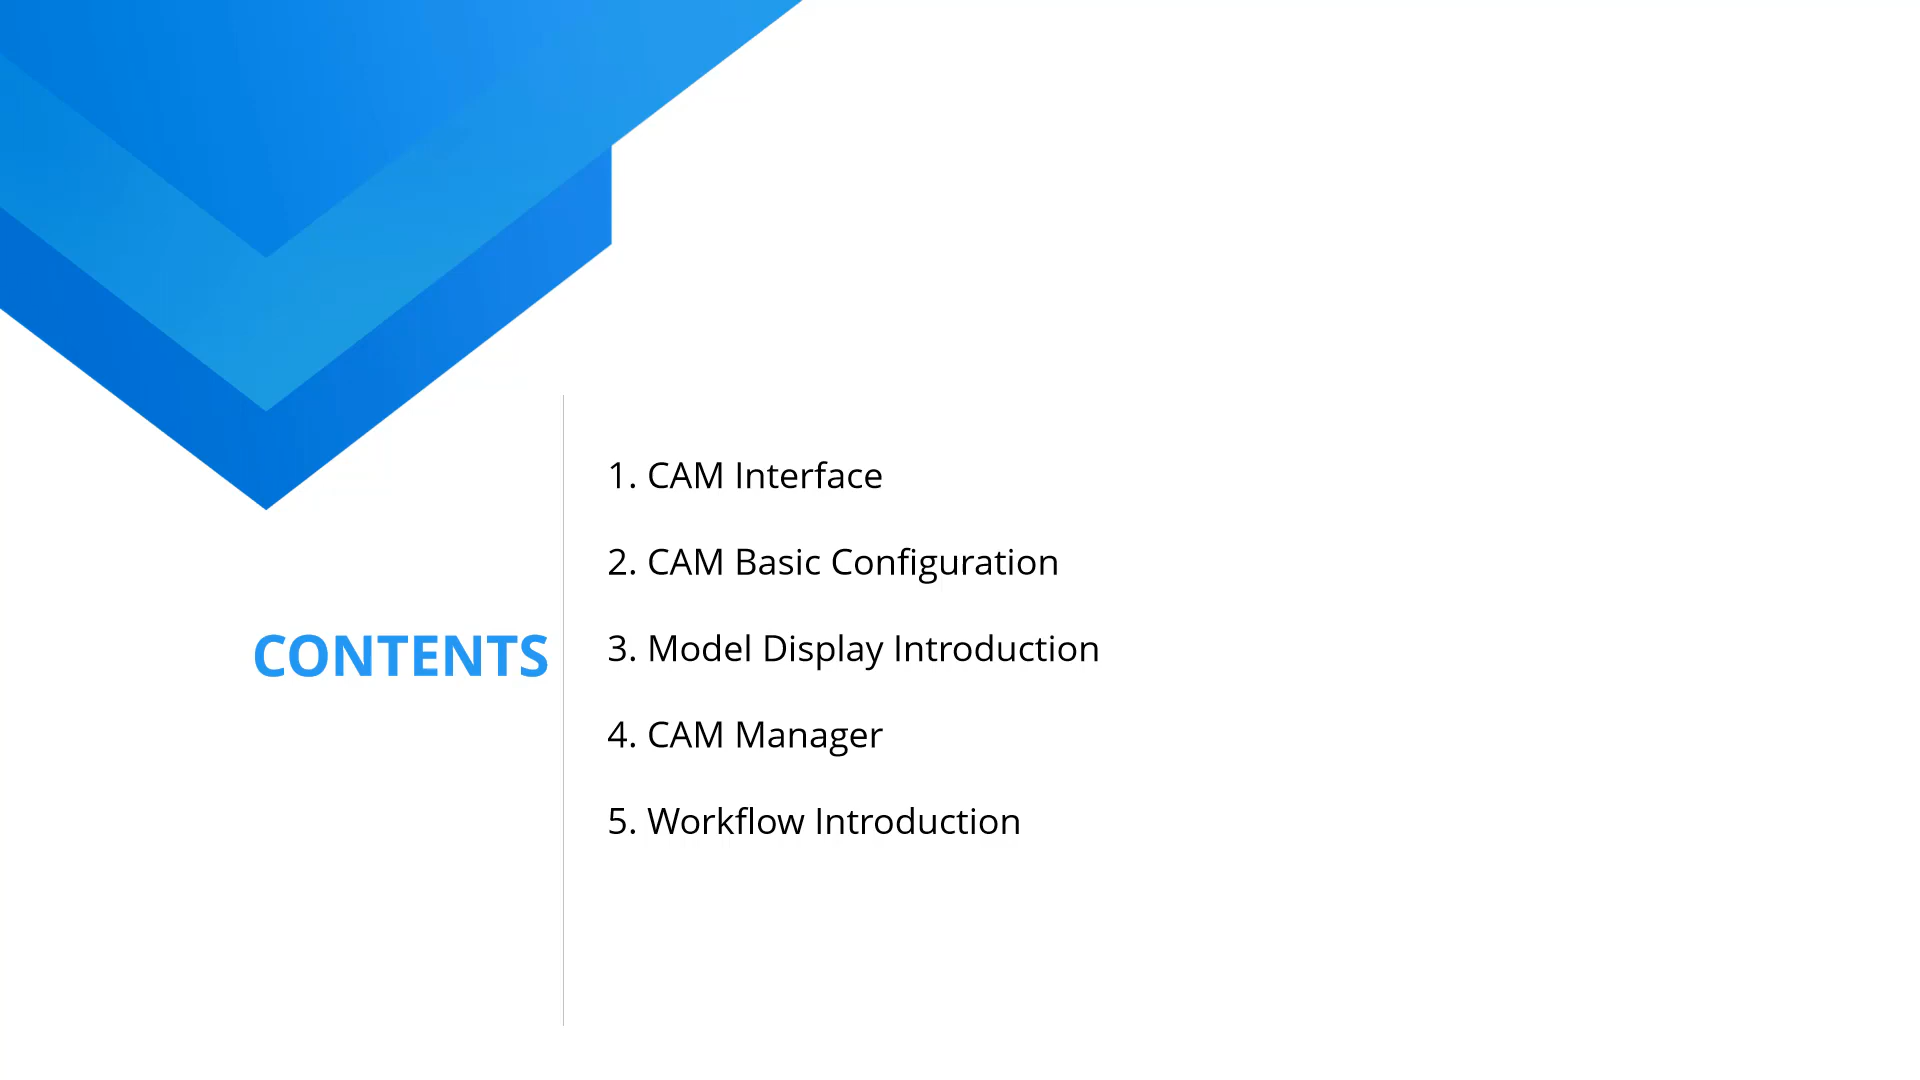 CONTENTS
1. CAM Interface
2. CAM Basic Configuration
3. Model Display Introduction
4. CAM Manager
5. Workflow Introduction